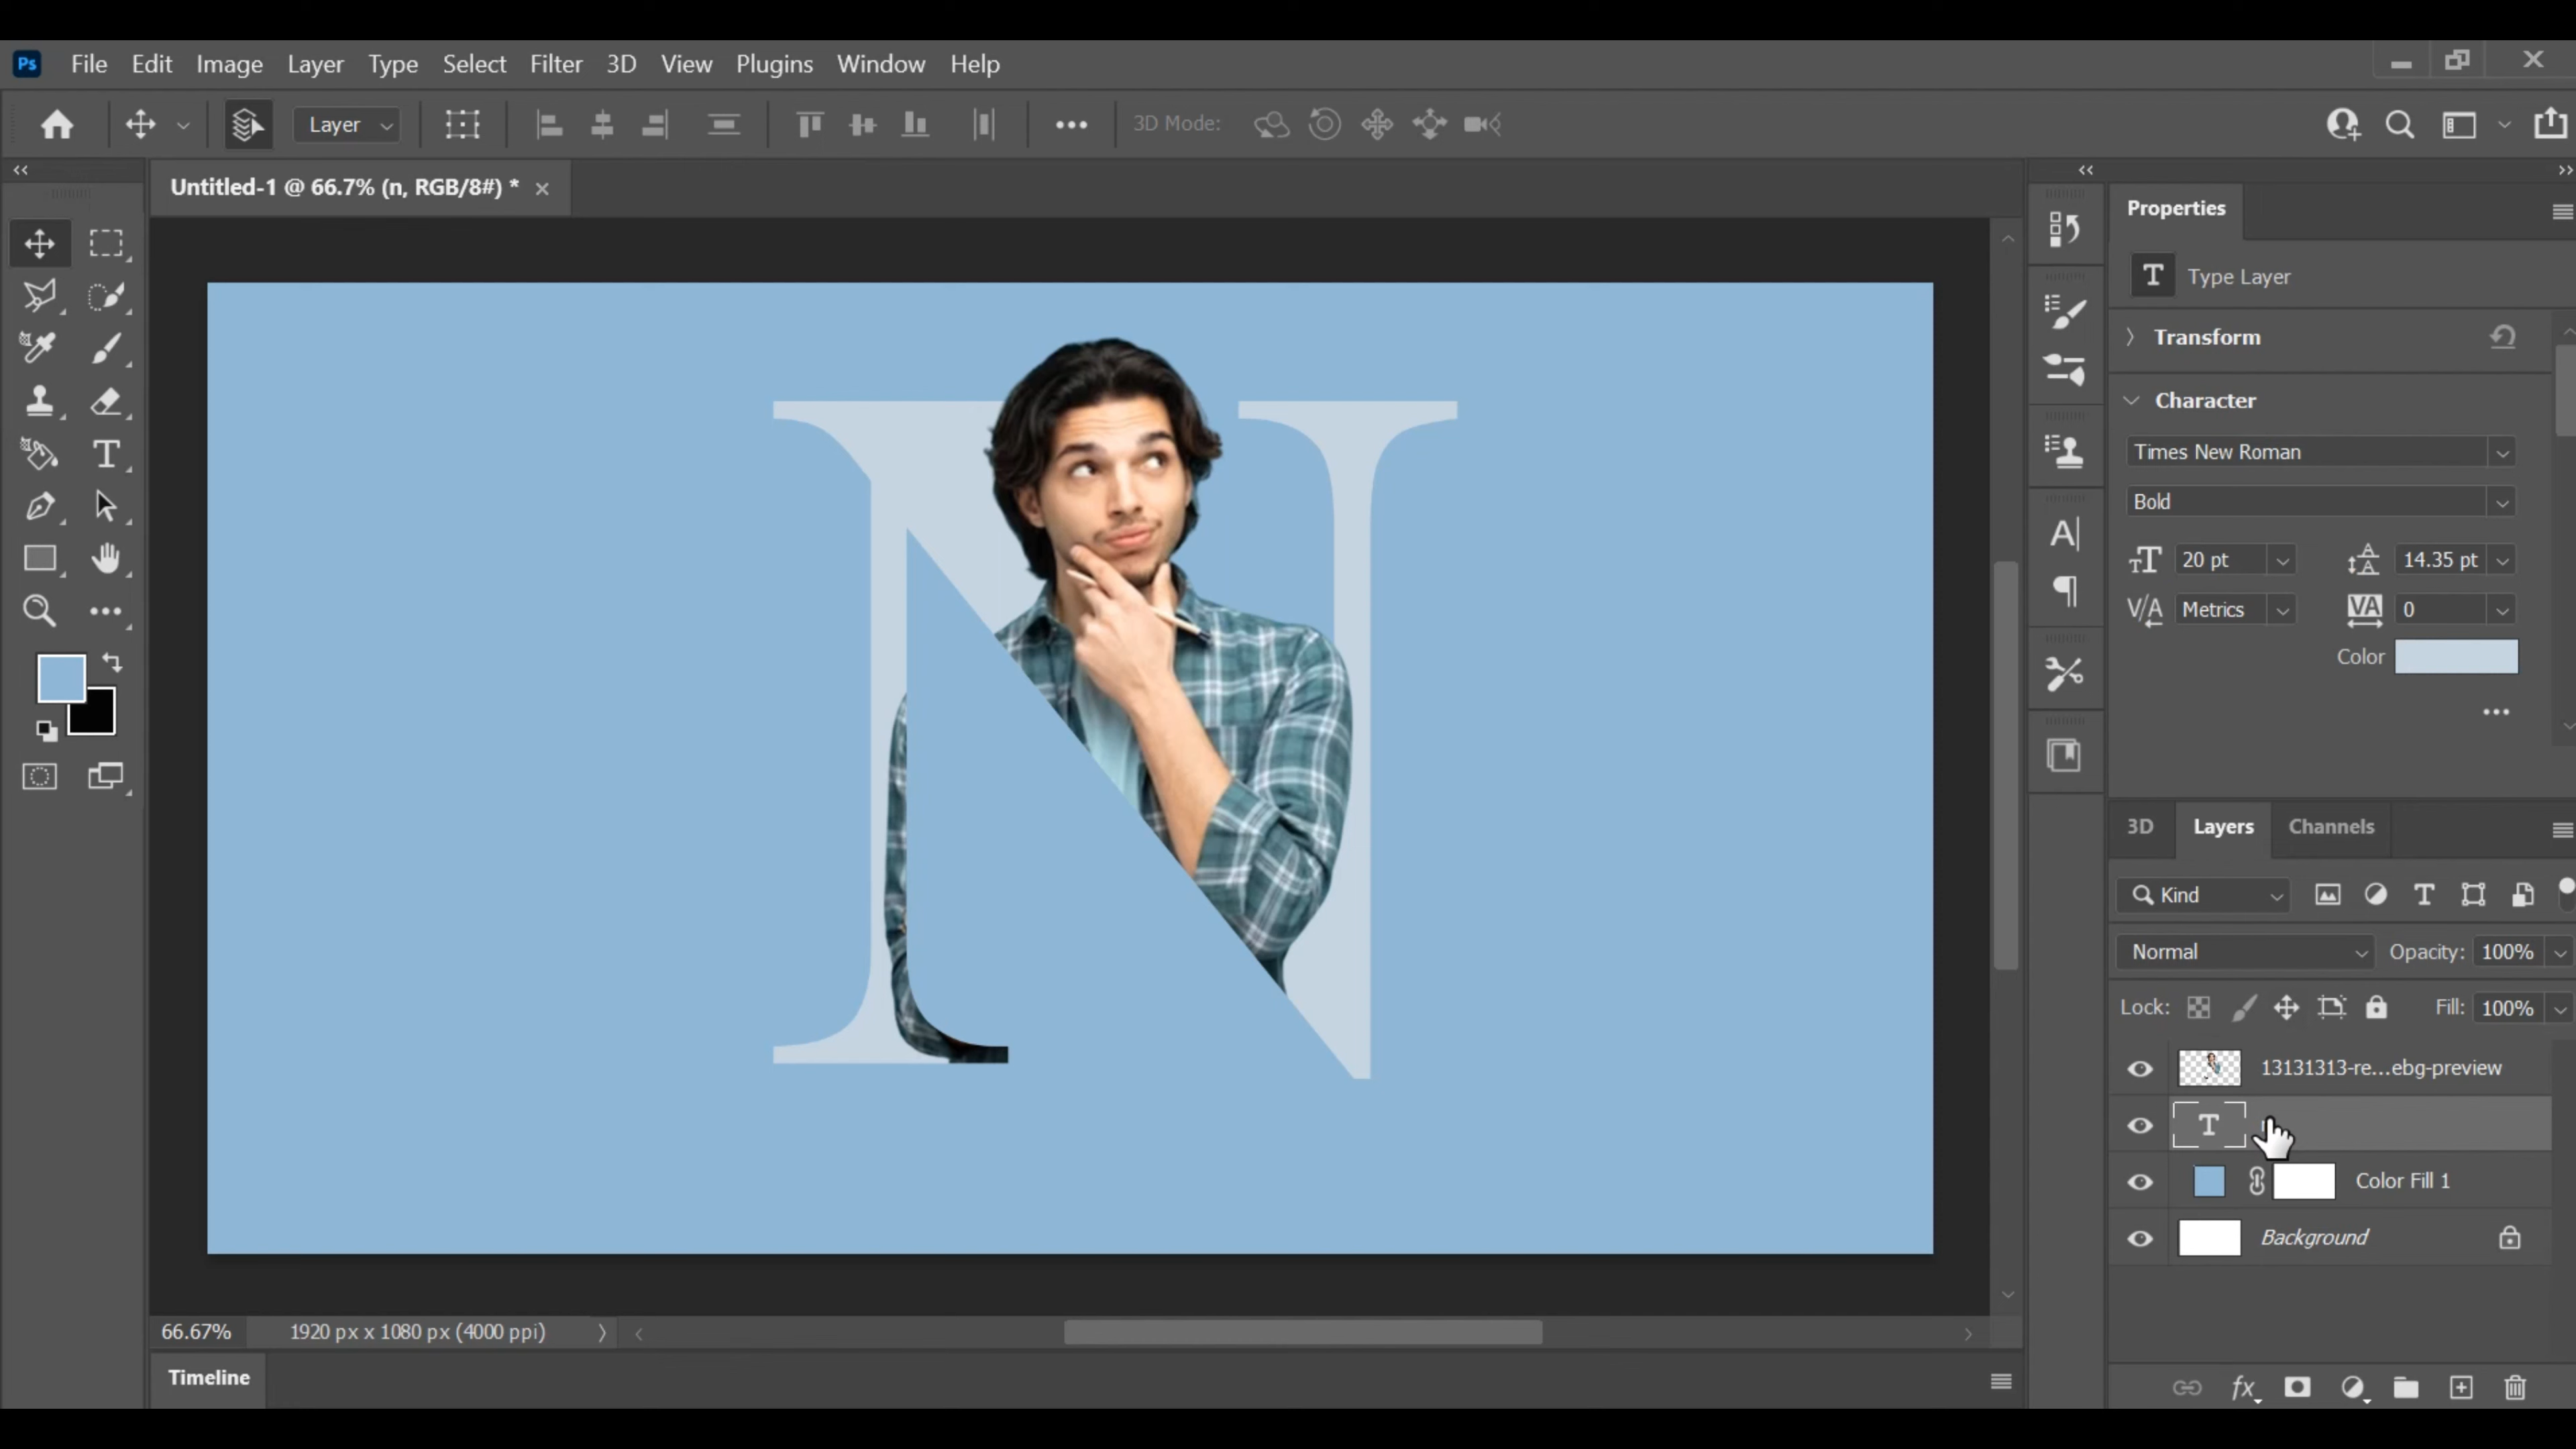 Ps File Edit Image Layer Type Select Filter 3D View Plugins Window Help
Layer 3D Mode:
Untitled-1 @ 66.7% (n, RGB/8#) *
Properties
T Type Layer
Transform
Character
Times New Roman
Bold
20 pt 14.35 pt
Metrics 0
Color
N
3D Layers Channels
Kind
Normal Opacity: 100%
Lock: Fill: 100%
13131313-re...ebg-preview
T
Color Fill 1
Background
66.67% 1920 px x 1080 px (4000 ppi)
Timeline
fx